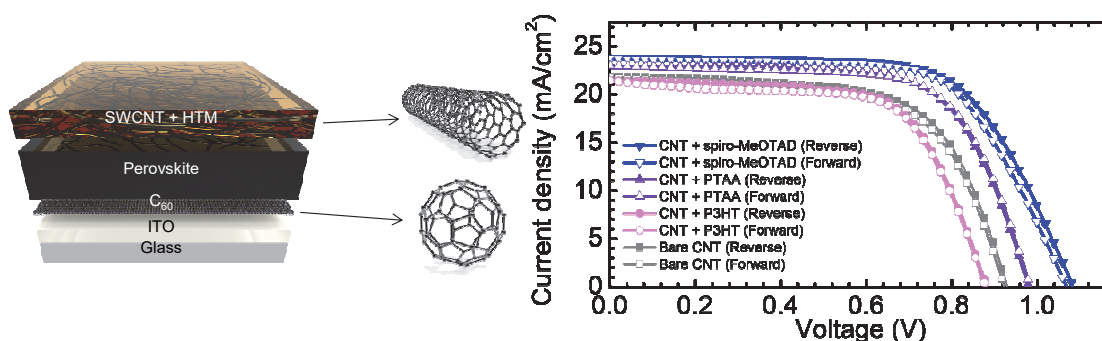 SWCNT + HTM
Perovskite
C₆₀
ITO
Glass
Current density (mA/cm²)
25
20
15
10
5
0
CNT + spiro-MeOTAD (Reverse)
CNT + spiro-MeOTAD (Forward)
CNT + PTAA (Reverse)
CNT + PTAA (Forward)
CNT + P3HT (Reverse)
CNT + P3HT (Forward)
Bare CNT (Reverse)
Bare CNT (Forward)
0.0 0.2 0.4 0.6 0.8 1.0
Voltage (V)